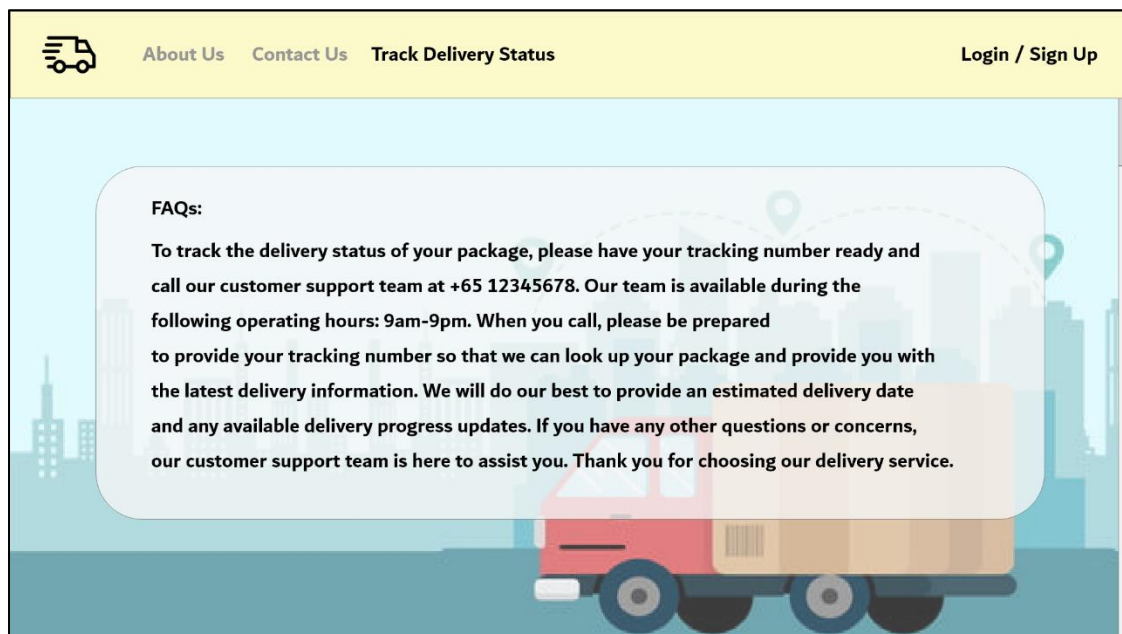 About Us Contact Us Track Delivery Status Login / Sign Up
FAQs:
To track the delivery status of your package, please have your tracking number ready and
call our customer support team at +65 12345678. Our team is available during the
following operating hours: 9am-9pm. When you call, please be prepared
to provide your tracking number so that we can look up your package and provide you with
the latest delivery information. We will do our best to provide an estimated delivery date
and any available delivery progress updates. If you have any other questions or concerns,
our customer support team is here to assist you. Thank you for choosing our delivery service.